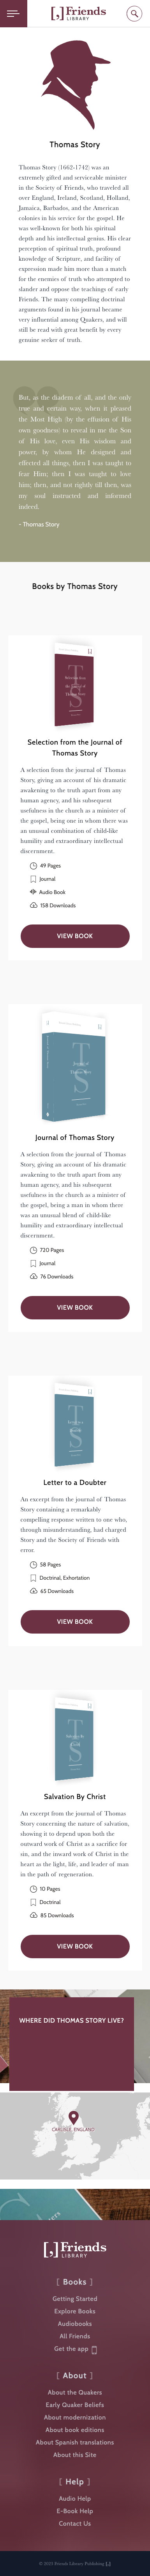 [,] Friends
LIBRARY
Thomas Story
Thomas Story (1662-1742) was an
extremely gifted and serviceable minister
in the Society of Friends, who traveled all
over England, Ireland, Scotland, Holland,
Jamaica, Barbados, and the American
colonies in his service for the gospel. He
was well-known for both his spiritual
depth and his intellectual genius. His clear
perception of spiritual truth, profound
knowledge of Scripture, and facility of
expression made him more than a match
for the enemies of truth who attempted to
slander and oppose the teachings of early
Friends. The many compelling doctrinal
arguments found in his journal became
very influential among Quakers, and will
still be read with great benefit by every
genuine seeker of truth.
But, as the diadem of all, and the only
true and certain way, when it pleased
the Most High by the effusion of His
own goodness to reveal in me the Son
of His love, even His wisdom and
power, by whom He designed and
effected all things, then I was taught to
fear Him; then I was taught to love
him; then, and not rightly till then, was
my soul instructed and informed
indeed.
- Thomas Story
Books by Thomas Story
Selection from the Journal of
Thomas Story
A selection from the journal of Thomas
Story, giving an account of his dramatic
awakening to the truth apart from any
human agency, and his subsequent
usefulness in the church as a minister of
the gospel, being one in whom there was
an unusual combination of child-like
humility and extraordinary intellectual
discernment.
49 Pages
Journal
Audio Book
158 Downloads
VIEW BOOK
Journal of Thomas Story
A selection from the journal of Thomas
Story, giving an account of his dramatic
awakening to the truth apart from any
human agency, and his subsequent
usefulness in the church as a minister of
the gospel, being a man in whom there
was an unusual blend of child-like
humility and extraordinary intellectual
discernment.
720 Pages
Journal
76 Downloads
VIEW BOOK
Letter to a Doubter
An excerpt from the journal of Thomas
Story containing a remarkably
compelling response written to one who,
through misunderstanding, had charged
Story and the Society of Friends with
error.
58 Pages
Doctrinal, Exhortation
65 Downloads
VIEW BOOK
Salvation By Christ
An excerpt from the journal of Thomas
Story concerning the nature of salvation,
showing it to depend upon both the
outward work of Christ as a sacrifice for
sin, and the inward work of Christ in the
heart as the light, life, and leader of man
in the path of regeneration.
10 Pages
Doctrinal
85 Downloads
VIEW BOOK
WHERE DID THOMAS STORY LIVE?
CARLISLE, ENGLAND
[,] Friends
LIBRARY
[ Books ]
Getting Started
Explore Books
Audiobooks
All Friends
Get the app
[ About ]
About the Quakers
Early Quaker Beliefs
About modernization
About book editions
About Spanish translations
About this Site
[ Help ]
Audio Help
E-Book Help
Contact Us
Friends Library Publishing [,]